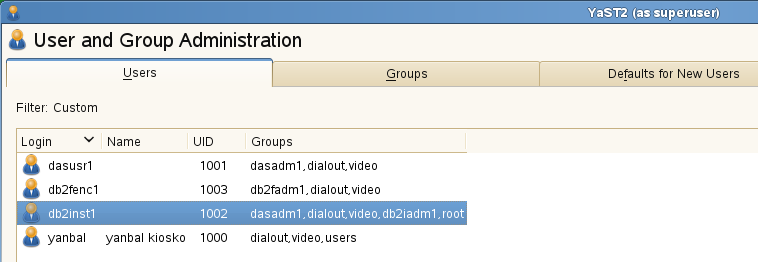 YaST2 (as superuser)
User and Group Administration
Users Groups Defaults for New Users
Filter: Custom
Login Name UID Groups
dasusr1 1001 dasadm1,dialout,video
db2fenc1 1003 db2fadm1,dialout,video
db2inst1 1002 dasadm1,dialout,video,db2iadm1,root
yanbal yanbal kiosko 1000 dialout,video,users